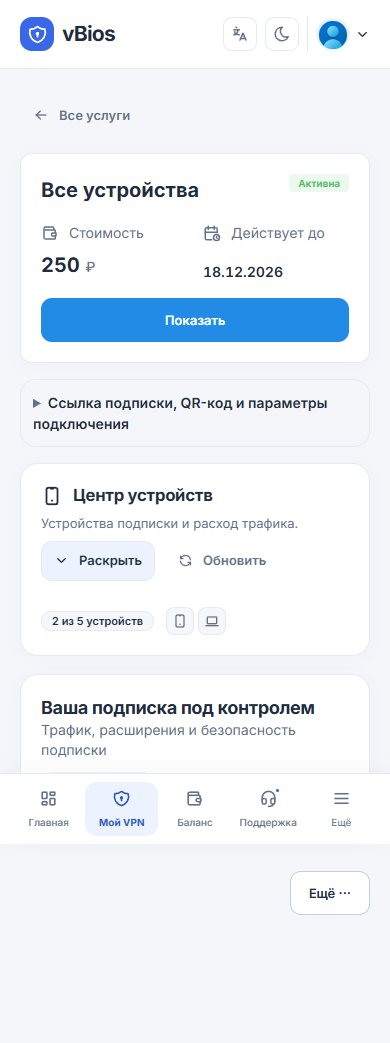 vBios
Все услуги
Все устройства
Активна
Стоимость
Действует до
250 ₽
18.12.2026
Показать
Ссылка подписки, QR-код и параметры
подключения
Центр устройств
Устройства подписки и расход трафика.
Раскрыть
Обновить
2 из 5 устройств
Ваша подписка под контролем
Трафик, расширения и безопасность
подписки
Главная
Мой VPN
Баланс
Поддержка
Ещё
Ещё ···